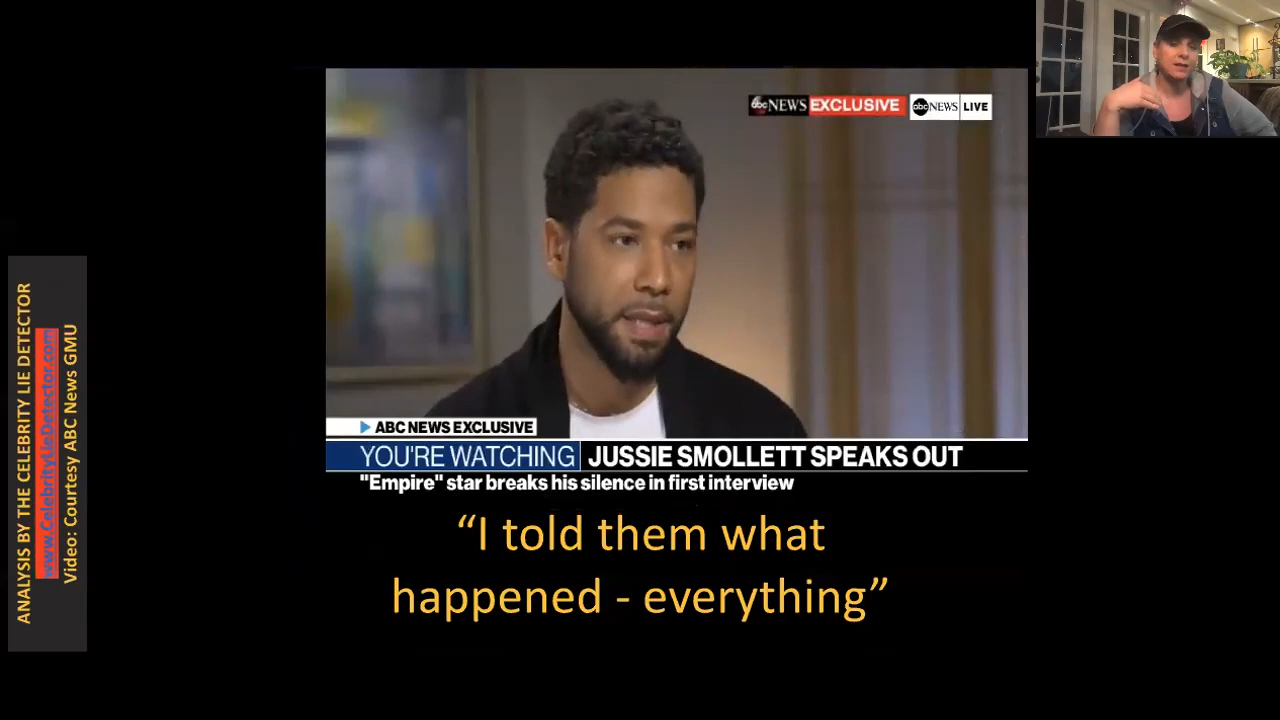 ANALYSIS BY THE CELEBRITY LIE DETECTOR
www.CelebrityLieDetector.com
Video: Courtesy ABC News GMU
abc NEWS EXCLUSIVE
abc NEWS LIVE
ABC NEWS EXCLUSIVE
YOU'RE WATCHING JUSSIE SMOLLETT SPEAKS OUT
"Empire" star breaks his silence in first interview
“I told them what
happened - everything”